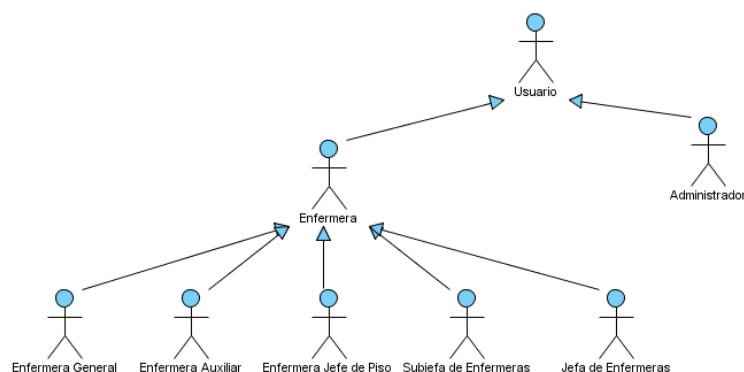 Usuario
Administrador
Enfermera
Enfermera General
Enfermera Auxiliar
Enfermera Jefe de Piso
Subjefa de Enfermeras
Jefa de Enfermeras